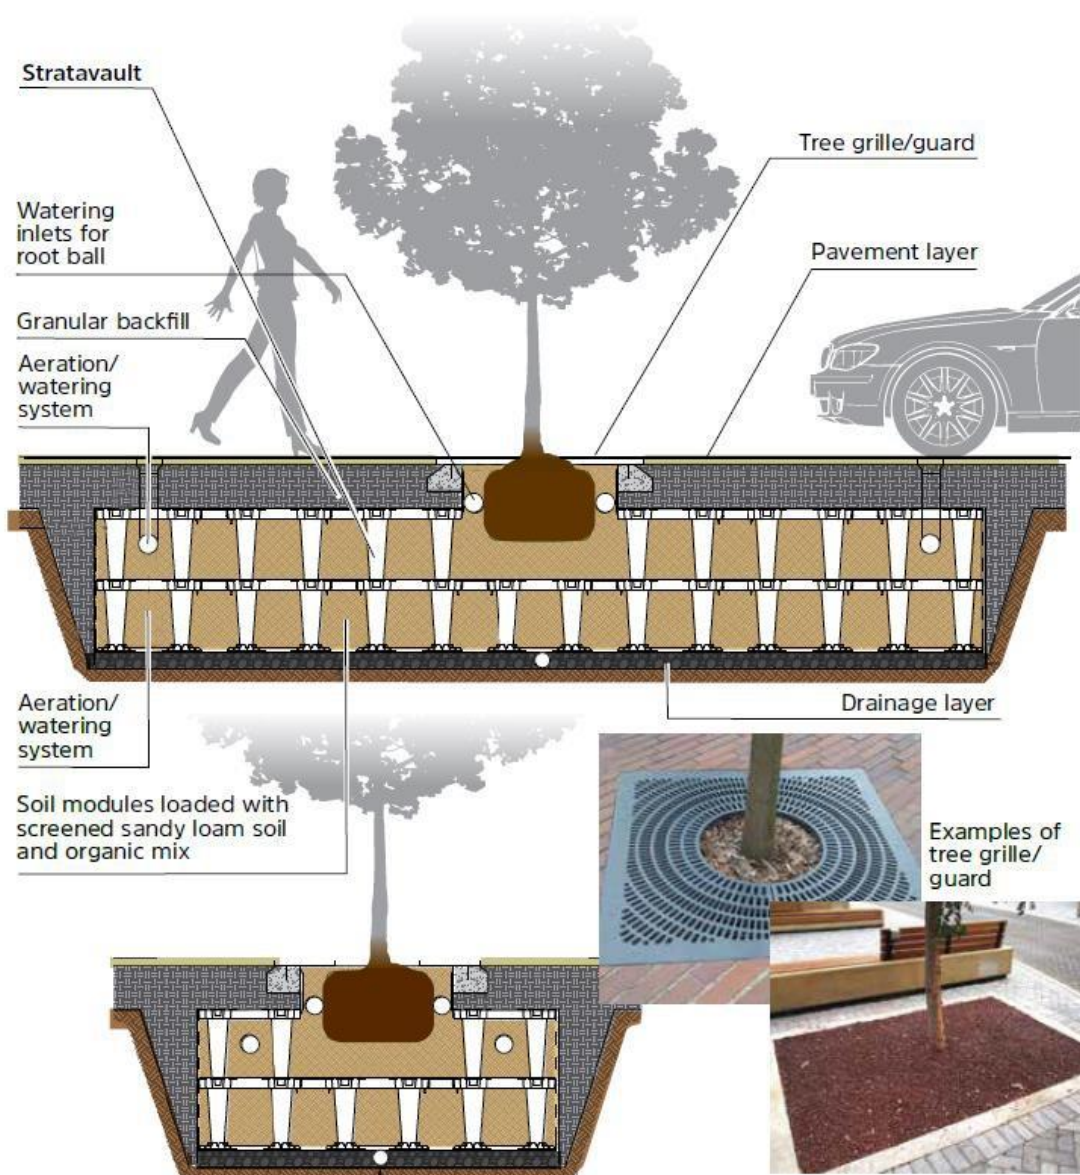 Stratavault
Tree grille/guard
Watering
inlets for
root ball
Pavement layer
Granular backfill
Aeration/
watering
system
Aeration/
watering
system
Drainage layer
Soil modules loaded with
screened sandy loam soil
and organic mix
Examples of
tree grille/
guard